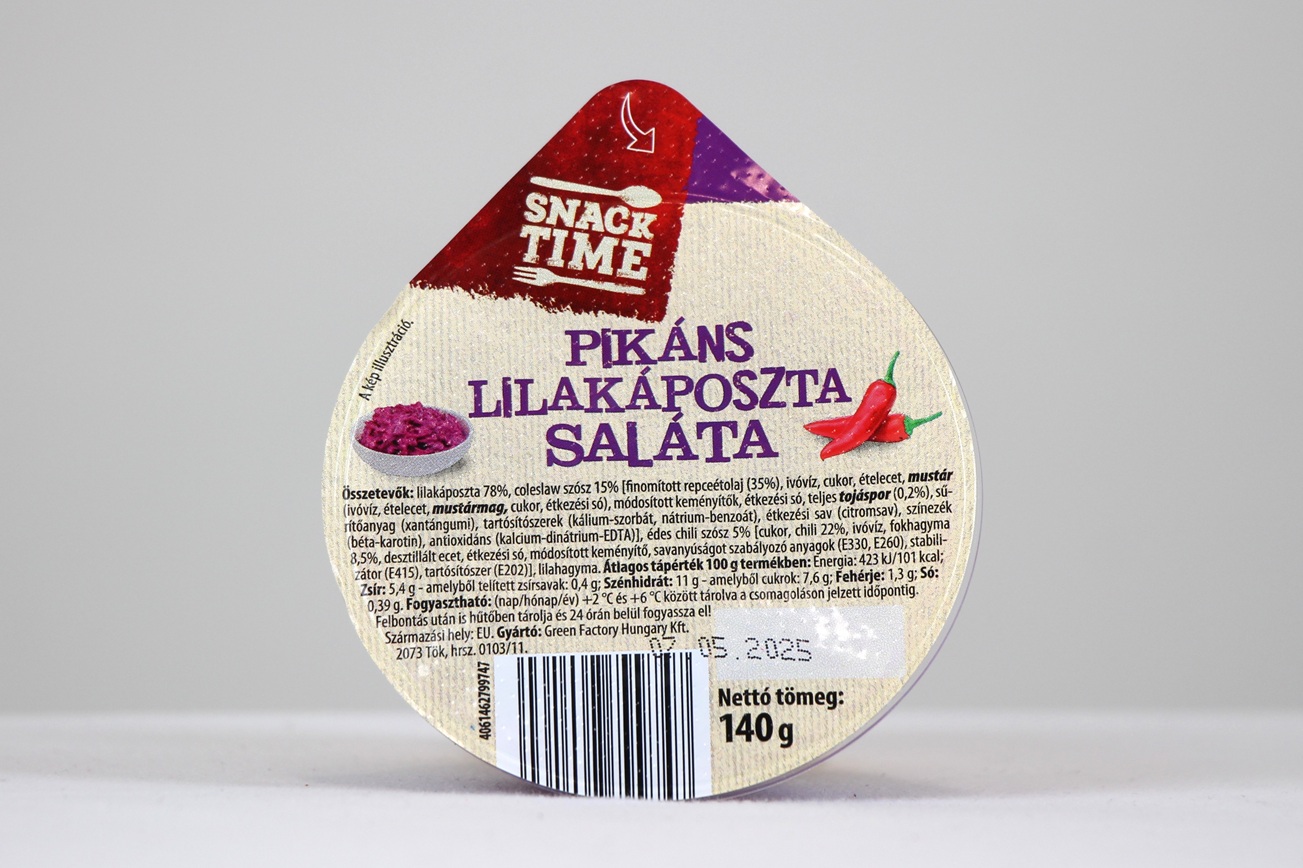 SNACK
TIME
A kép illusztráció.
PIKÁNS
LILAKÁPOSZTA
SALÁTA
Összetevők: lilakáposzta 78%, coleslaw szósz 15% [finomított repceétolaj (35%), ivóvíz, cukor, ételecet, mustár
(ivóvíz, ételecet, mustármag, cukor, étkezési só), módosított keményítők, étkezési só, teljes tojáspor (0,2%), sű-
rítőanyag (xantángumi), tartósítószerek (kálium-szorbát, nátrium-benzoát), étkezési sav (citromsav), színezék
(béta-karotin), antioxidáns (kalcium-dinátrium-EDTA)], édes chili szósz 5% [cukor, chili 22%, ivóvíz, fokhagyma
8,5%, desztillált ecet, étkezési só, módosított keményítő, savanyúságot szabályozó anyagok (E330, E260), stabili-
zátor (E415), tartósítószer (E202)], lilahagyma. Átlagos tápérték 100 g termékben: Energia: 423 kJ/101 kcal;
Zsír: 5,4 g - amelyből telített zsírsavak: 0,4 g; Szénhidrát: 11 g - amelyből cukrok: 7,6 g; Fehérje: 1,3 g; Só:
0,39 g. Fogyasztható: (nap/hónap/év) +2 °C és +6 °C között tárolva a csomagoláson jelzett időpontig.
Felbontás után is hűtőben tárolja és 24 órán belül fogyassza el!
Származási hely: EU. Gyártó: Green Factory Hungary Kft.
2073 Tök, hrsz. 0103/11.
07.05.2025
4061462799747
Nettó tömeg:
140 g